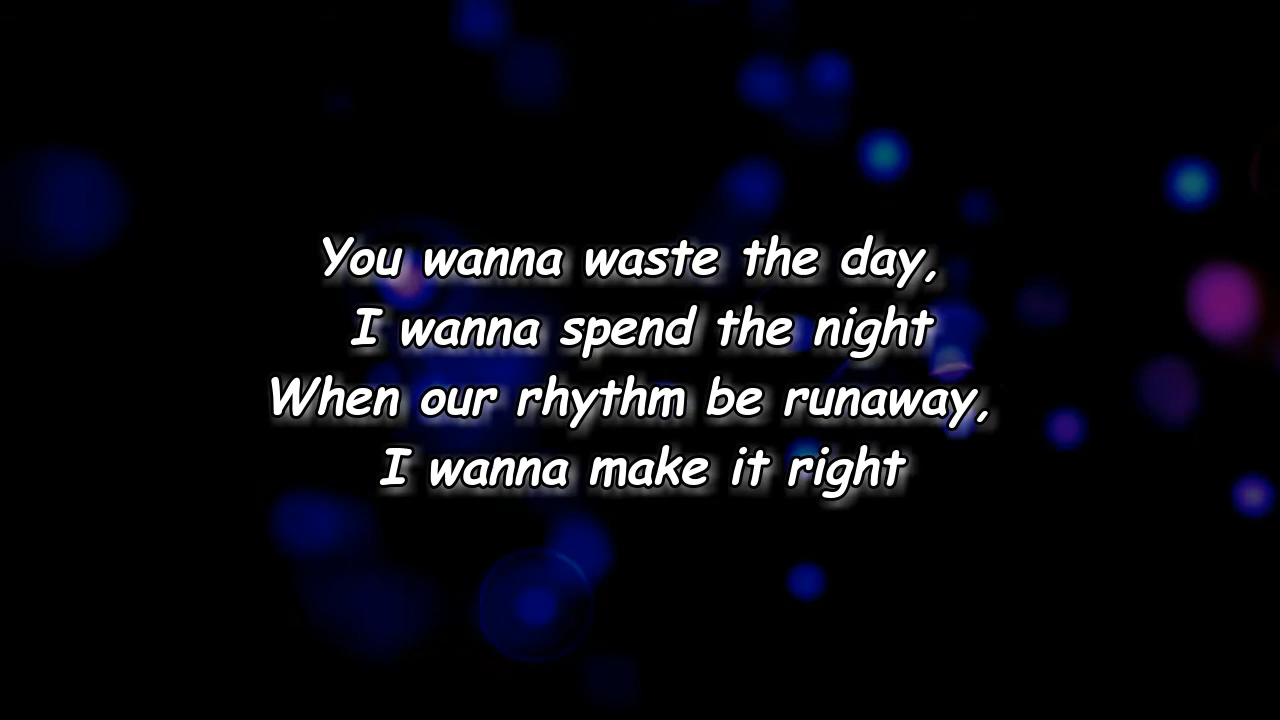 You wanna waste the day,
I wanna spend the night
When our rhythm be runaway,
I wanna make it right